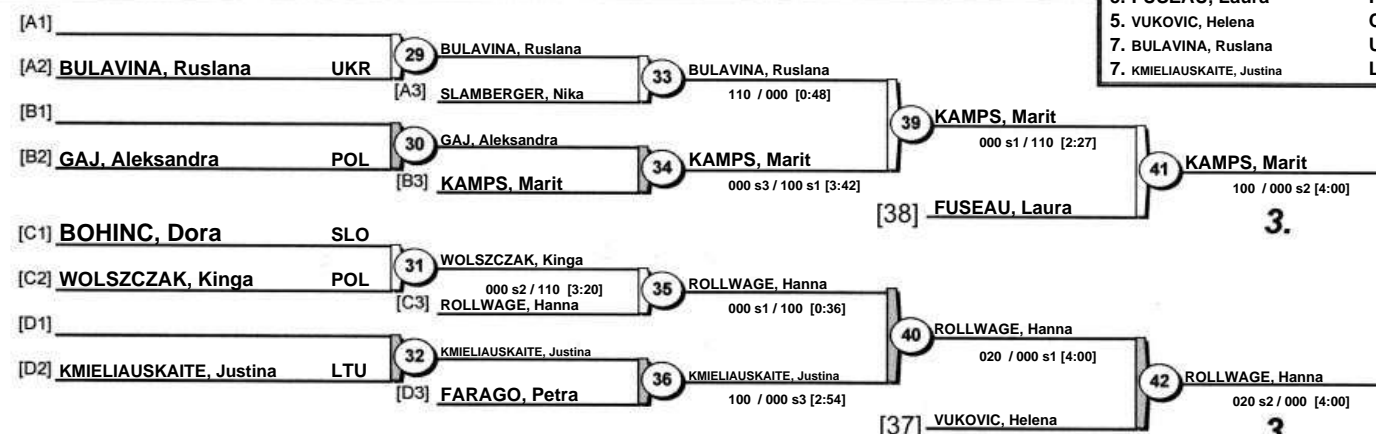 5. FUSEAU, Laura
5. VUKOVIC, Helena
7. BULAVINA, Ruslana
7. KMIELIAUSKAITE, Justina L
[A1]
[A2] BULAVINA, Ruslana UKR
29 BULAVINA, Ruslana
[A3] SLAMBERGER, Nika
33 BULAVINA, Ruslana
110 / 000 [0:48]
[B1]
[B2] GAJ, Aleksandra POL
30 GAJ, Aleksandra
[B3] KAMPS, Marit
34 KAMPS, Marit
000 s3 / 100 s1 [3:42]
39 KAMPS, Marit
000 s1 / 110 [2:27]
[38] FUSEAU, Laura
41 KAMPS, Marit
100 / 000 s2 [4:00]
3.
[C1] BOHINC, Dora SLO
[C2] WOLSZCZAK, Kinga POL
31 WOLSZCZAK, Kinga
000 s2 / 110 [3:20]
[C3] ROLLWAGE, Hanna
35 ROLLWAGE, Hanna
000 s1 / 100 [0:36]
[D1]
[D2] KMIELIAUSKAITE, Justina LTU
32 KMIELIAUSKAITE, Justina
[D3] FARAGO, Petra
36 KMIELIAUSKAITE, Justina
100 / 000 s3 [2:54]
40 ROLLWAGE, Hanna
020 / 000 s1 [4:00]
[37] VUKOVIC, Helena
42 ROLLWAGE, Hanna
020 s2 / 000 [4:00]
3